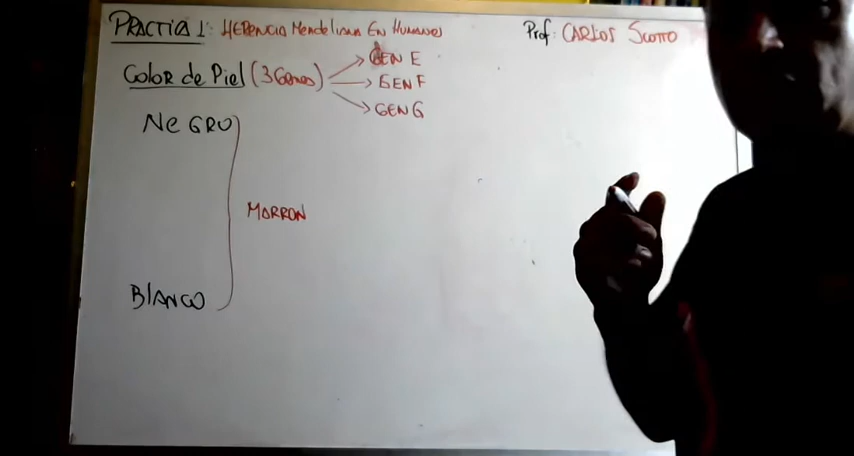 PRACTICA 1: HERENCIA Mendeliana En Humanos
Prof: CARLOS SCOTTO
Color de Piel (3 Genes)
GEN E
GEN F
GEN G
NeGRO
MARRON
BlANCO